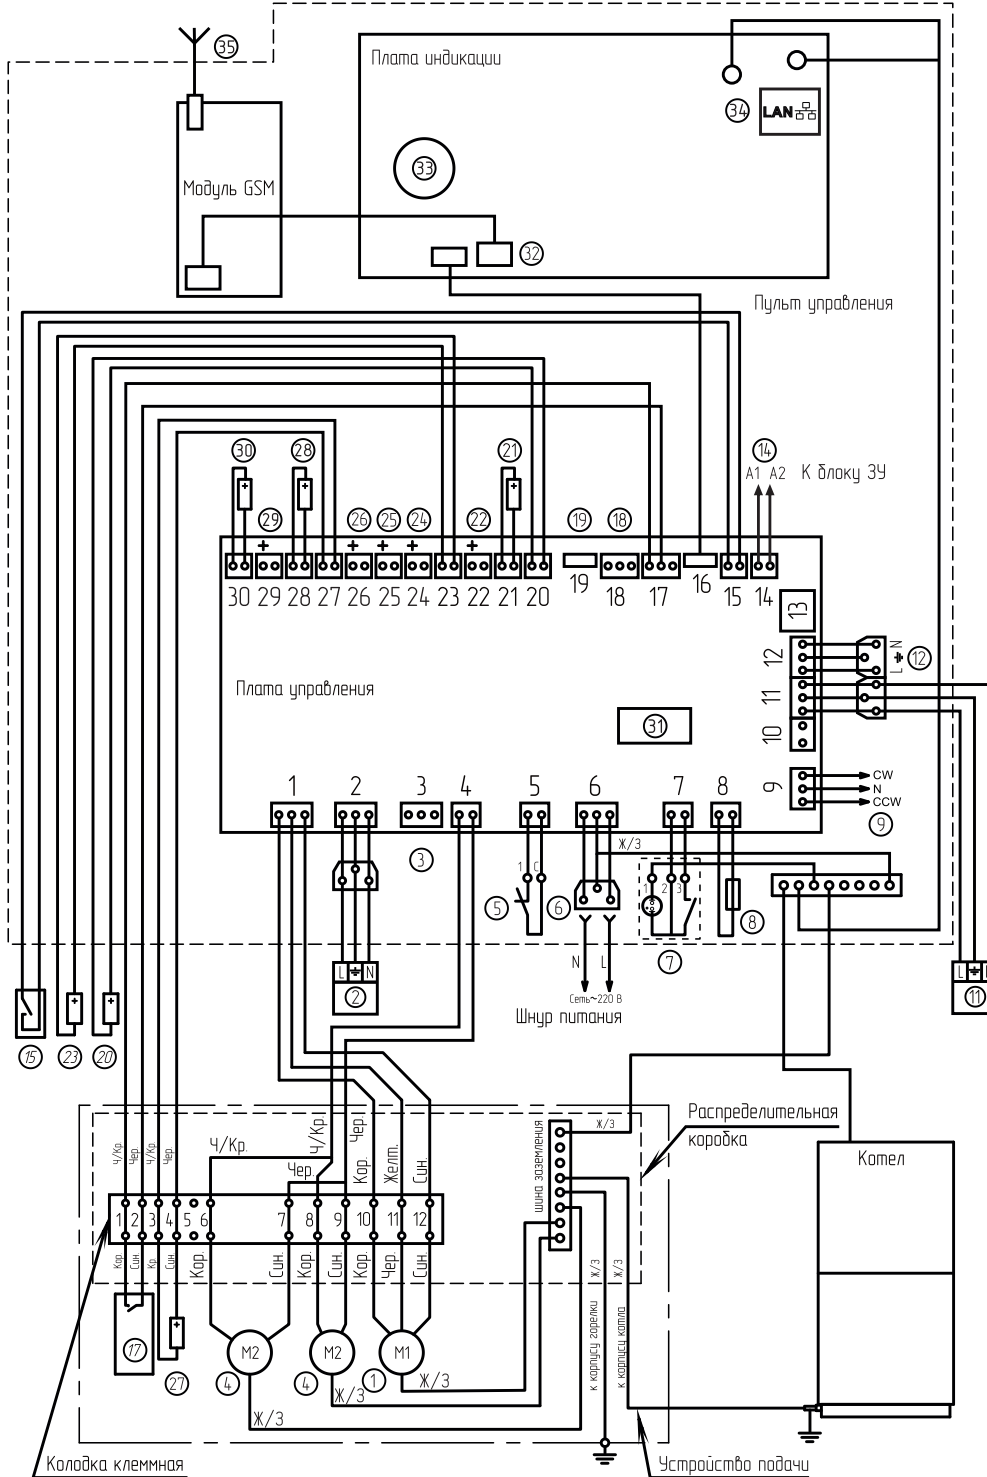 35
Плата индикации
34
LAN
33
Модуль GSM
32
Пульт управления
30
28
21
14
A1 A2
К блоку ЗУ
29
26
25
24
22
19
18
+ + + + +
30 29 28 27 26 25 24 23 22 21 20 19 18 17 16 15 14
13
12
L N
12
11
10
Плата управления
31
9
CW
N
CCW
9
1 2 3 4 5 6 7 8
Ж/З
3
1 С
5
6
1 2 3
7
8
L N
2
N L
Сеть~220 В
Шнур питания
L
11
15
23
20
Ч/Кр.
Чер.
Ч/Кр.
Чер.
Ч/Кр.
Чер.
Ч/Кр.
Чер.
Кор.
Желт.
Син.
шина заземления
Ж/З
Распределительная
коробка
Котел
1 2 3 4 5 6 7 8 9 10 11 12
Кор.
Син.
Кр.
Син.
Кор.
Син.
Кор.
Син.
Кор.
Чер.
Син.
Ж/З
Ж/З
к корпусу горелки
к корпусу котла
17
27
М2
М2
М1
4
4
1
Ж/З
Ж/З
Ж/З
Колодка клеммная
Устройство подачи